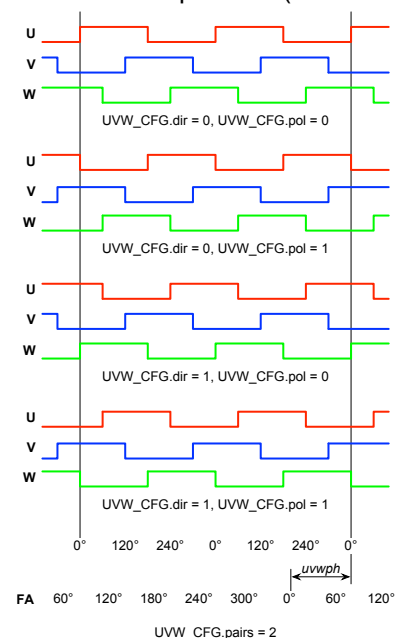 U
V
W
UVW_CFG.dir = 0, UVW_CFG.pol = 0
U
V
W
UVW_CFG.dir = 0, UVW_CFG.pol = 1
U
V
W
UVW_CFG.dir = 1, UVW_CFG.pol = 0
U
V
W
UVW_CFG.dir = 1, UVW_CFG.pol = 1
0° 120° 240° 0° 120° 240° 0°
uvwph
FA 60° 120° 180° 240° 300° 0° 60° 120°
UVW_CFG.pairs = 2